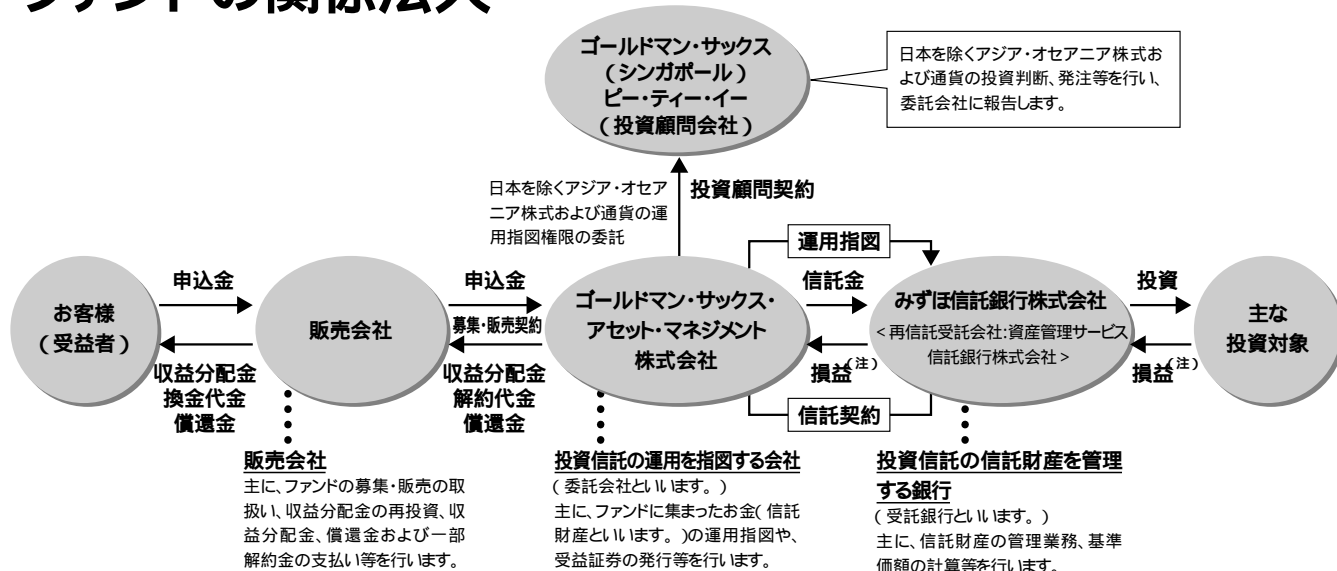 ファンドの関係法人
ゴールドマン・サックス
(シンガポール)
ピー・ティー・イー
(投資顧問会社)
日本を除くアジア・オセアニア株式お
よび通貨の投資判断、発注等を行い、
委託会社に報告します。
日本を除くアジア・オセア
ニア株式および通貨の運
用指図権限の委託
投資顧問契約
お客様
(受益者)
申込金
収益分配金
換金代金
償還金
販売会社
申込金
募集・販売契約
収益分配金
解約代金
償還金
ゴールドマン・サックス・
アセット・マネジメント
株式会社
運用指図
信託金
損益(注)
信託契約
みずほ信託銀行株式会社
<再信託受託会社:資産管理サービス
信託銀行株式会社>
投資
損益(注)
主な
投資対象
販売会社
主に、ファンドの募集・販売の取
扱い、収益分配金の再投資、収
益分配金、償還金および一部
解約金の支払い等を行います。
投資信託の運用を指図する会社
(委託会社といいます。)
主に、ファンドに集まったお金(信託
財産といいます。)の運用指図や、
受益証券の発行等を行います。
投資信託の信託財産を管理
する銀行
(受託銀行といいます。)
主に、信託財産の管理業務、基準
価額の計算等を行います。